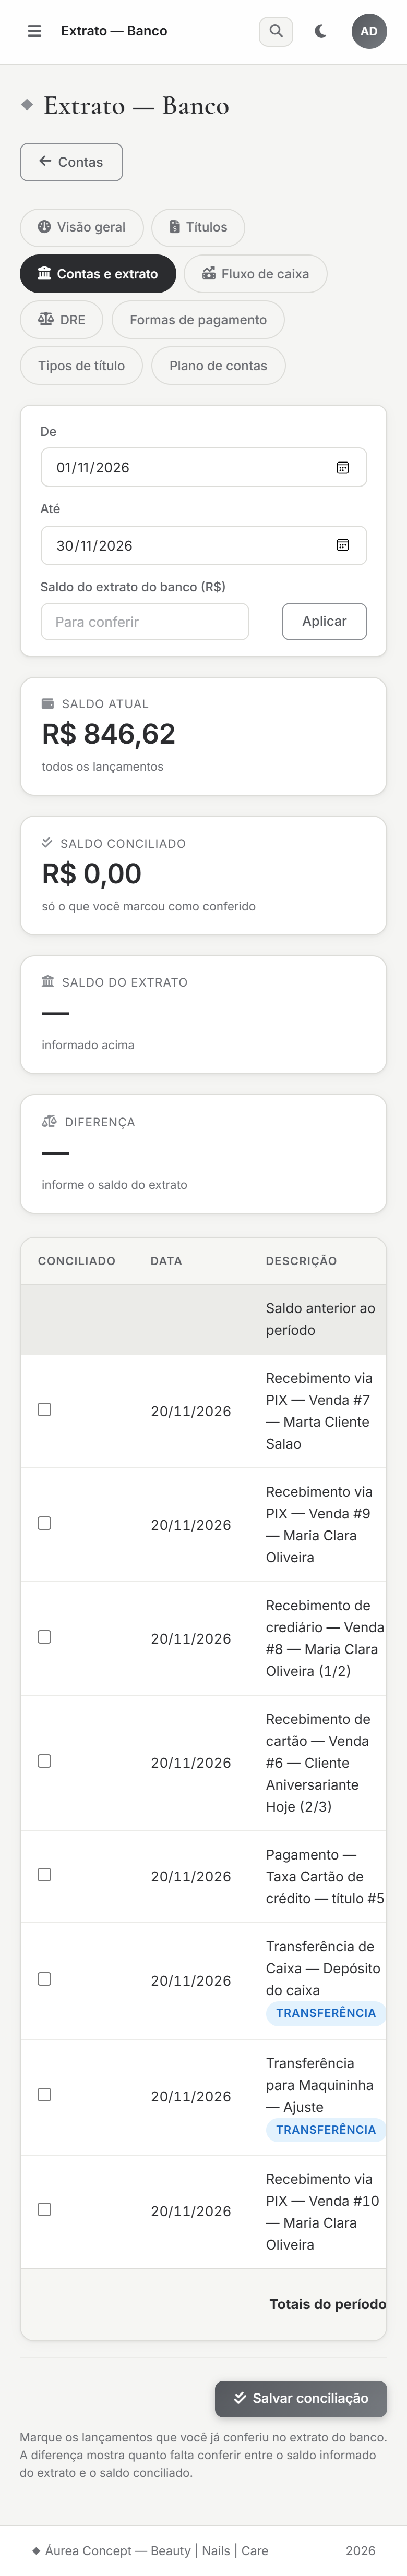 Extrato — Banco
AD
Extrato — Banco
Contas
Visão geral
Títulos
Contas e extrato
Fluxo de caixa
DRE
Formas de pagamento
Tipos de título
Plano de contas
De
01/11/2026
Até
30/11/2026
Saldo do extrato do banco (R$)
Para conferir
Aplicar
SALDO ATUAL
R$ 846,62
todos os lançamentos
SALDO CONCILIADO
R$ 0,00
só o que você marcou como conferido
SALDO DO EXTRATO
—
informado acima
DIFERENÇA
—
informe o saldo do extrato
CONCILIADO DATA DESCRIÇÃO
Saldo anterior ao
período
20/11/2026
Recebimento via
PIX — Venda #7
— Marta Cliente
Salao
20/11/2026
Recebimento via
PIX — Venda #9
— Maria Clara
Oliveira
20/11/2026
Recebimento de
crediário — Venda
#8 — Maria Clara
Oliveira (1/2)
20/11/2026
Recebimento de
cartão — Venda
#6 — Cliente
Aniversariante
Hoje (2/3)
20/11/2026
Pagamento —
Taxa Cartão de
crédito — título #5
20/11/2026
Transferência de
Caixa — Depósito
do caixa
TRANSFERÊNCIA
20/11/2026
Transferência
para Maquininha
— Ajuste
TRANSFERÊNCIA
20/11/2026
Recebimento via
PIX — Venda #10
— Maria Clara
Oliveira
Totais do período
Salvar conciliação
Marque os lançamentos que você já conferiu no extrato do banco.
A diferença mostra quanto falta conferir entre o saldo informado
do extrato e o saldo conciliado.
Áurea Concept — Beauty | Nails | Care
2026